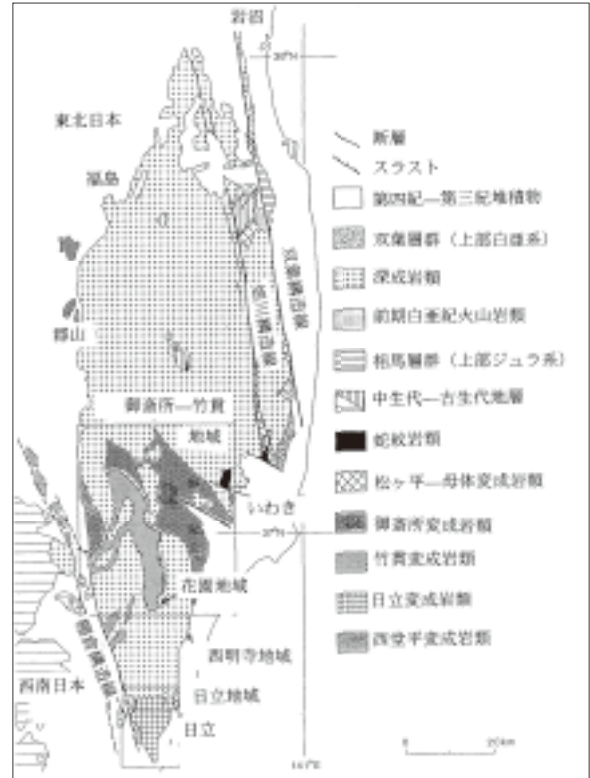 岩沼
38°N
東北日本
福島
郡山
双葉構造線
畑川構造線
御斎所―竹貫
地域
いわき
37°N
花園地域
棚倉構造線
西南日本
西明寺地域
日立地域
日立
断層
スラスト
第四紀―第三紀堆積物
双葉層群(上部白亜系)
深成岩類
前期白亜紀火山岩類
相馬層群(上部ジュラ系)
中生代―古生代地層
蛇紋岩類
松ヶ平―母体変成岩類
御斎所変成岩類
竹貫変成岩類
日立変成岩類
西堂平変成岩類
0 20km
141°E